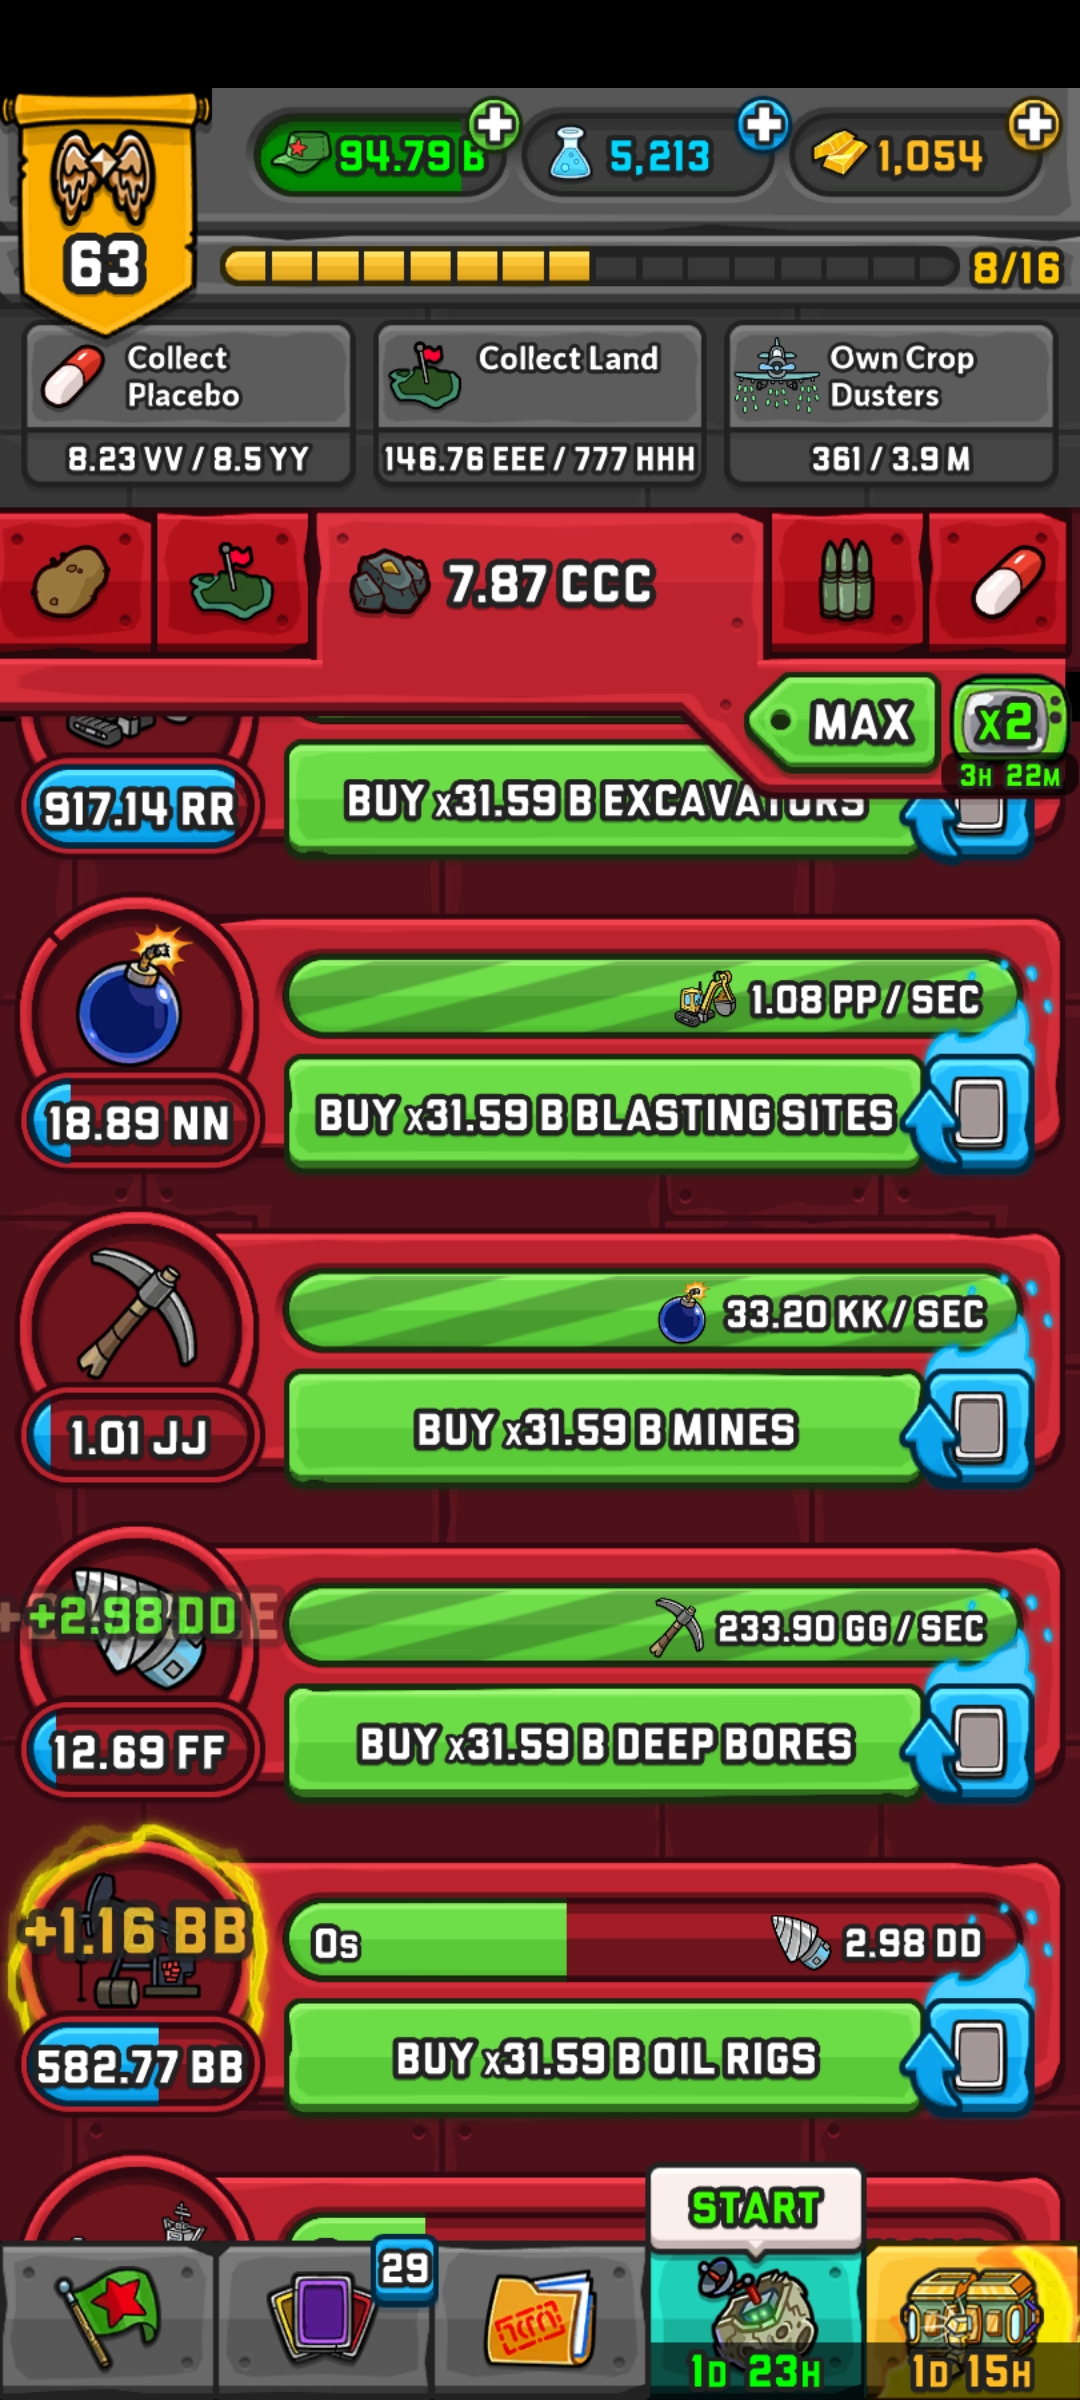 94.79 B
5,213
1,054
63
8/16
Collect
Placebo
8.23 VV / 8.5 YY
Collect Land
146.76 EEE / 777 HHH
Own Crop
Dusters
361 / 3.9 M
7.87 CCC
MAX
x2
3H 22M
917.14 RR
BUY x31.59 B EXCAVATORS
1.08 PP / SEC
18.89 NN
BUY x31.59 B BLASTING SITES
33.20 KK / SEC
1.01 JJ
BUY x31.59 B MINES
+2.98 DD
233.90 GG / SEC
12.69 FF
BUY x31.59 B DEEP BORES
+1.16 BB
0s
2.98 DD
582.77 BB
BUY x31.59 B OIL RIGS
START
29
1D 23H
1D 15H